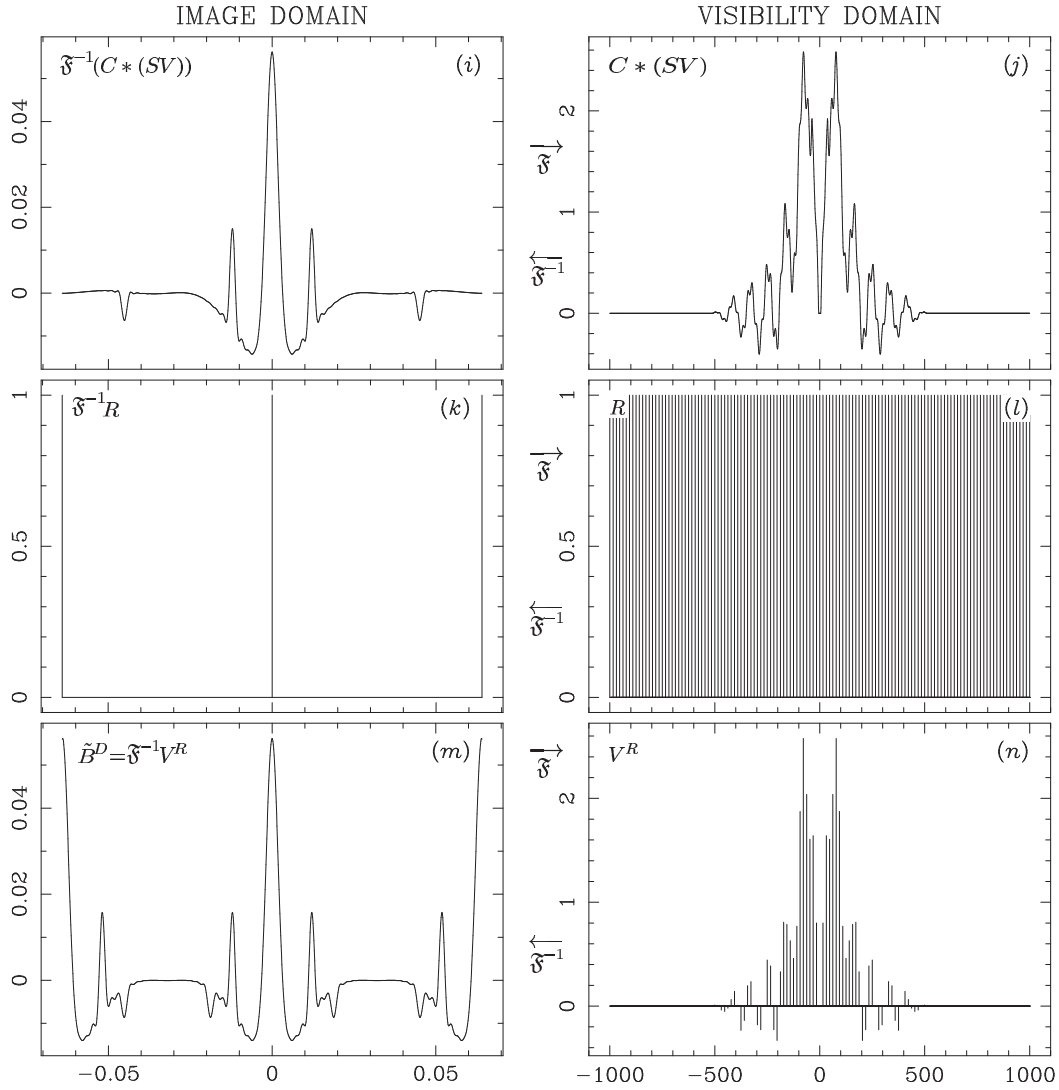 IMAGE DOMAIN
VISIBILITY DOMAIN
𝔉⁻¹(C∗(SV))
(i)
0.04
0.02
0
𝔉
𝔉⁻¹
C∗(SV)
(j)
2
1
0
𝔉⁻¹R
(k)
1
0.5
0
𝔉
𝔉⁻¹
R
(l)
1
0.5
0
B̃ᴰ=𝔉⁻¹Vᴿ
(m)
0.04
0.02
0
−0.05
0
0.05
𝔉
𝔉⁻¹
Vᴿ
(n)
2
1
0
−1000
−500
0
500
1000